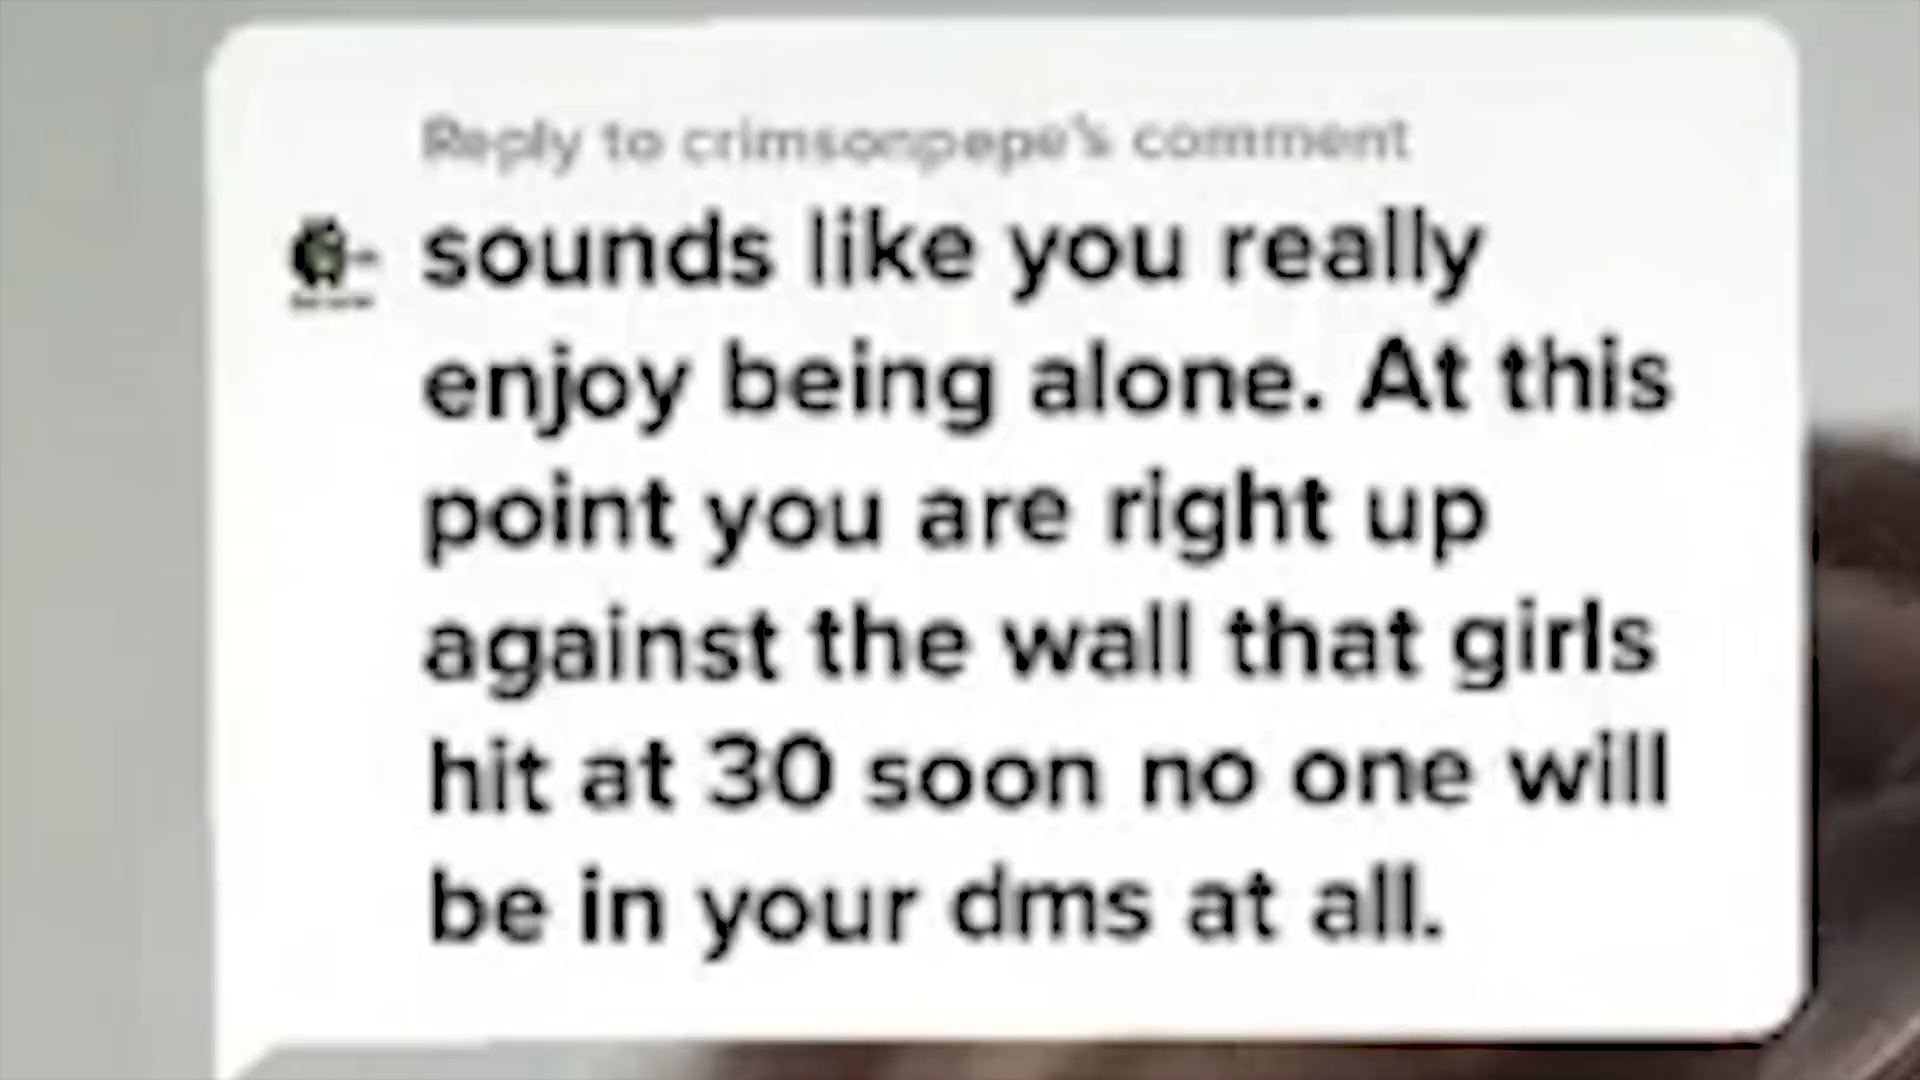 Reply to crimsonpepe's comment
sounds like you really
enjoy being alone. At this
point you are right up
against the wall that girls
hit at 30 soon no one will
be in your dms at all.